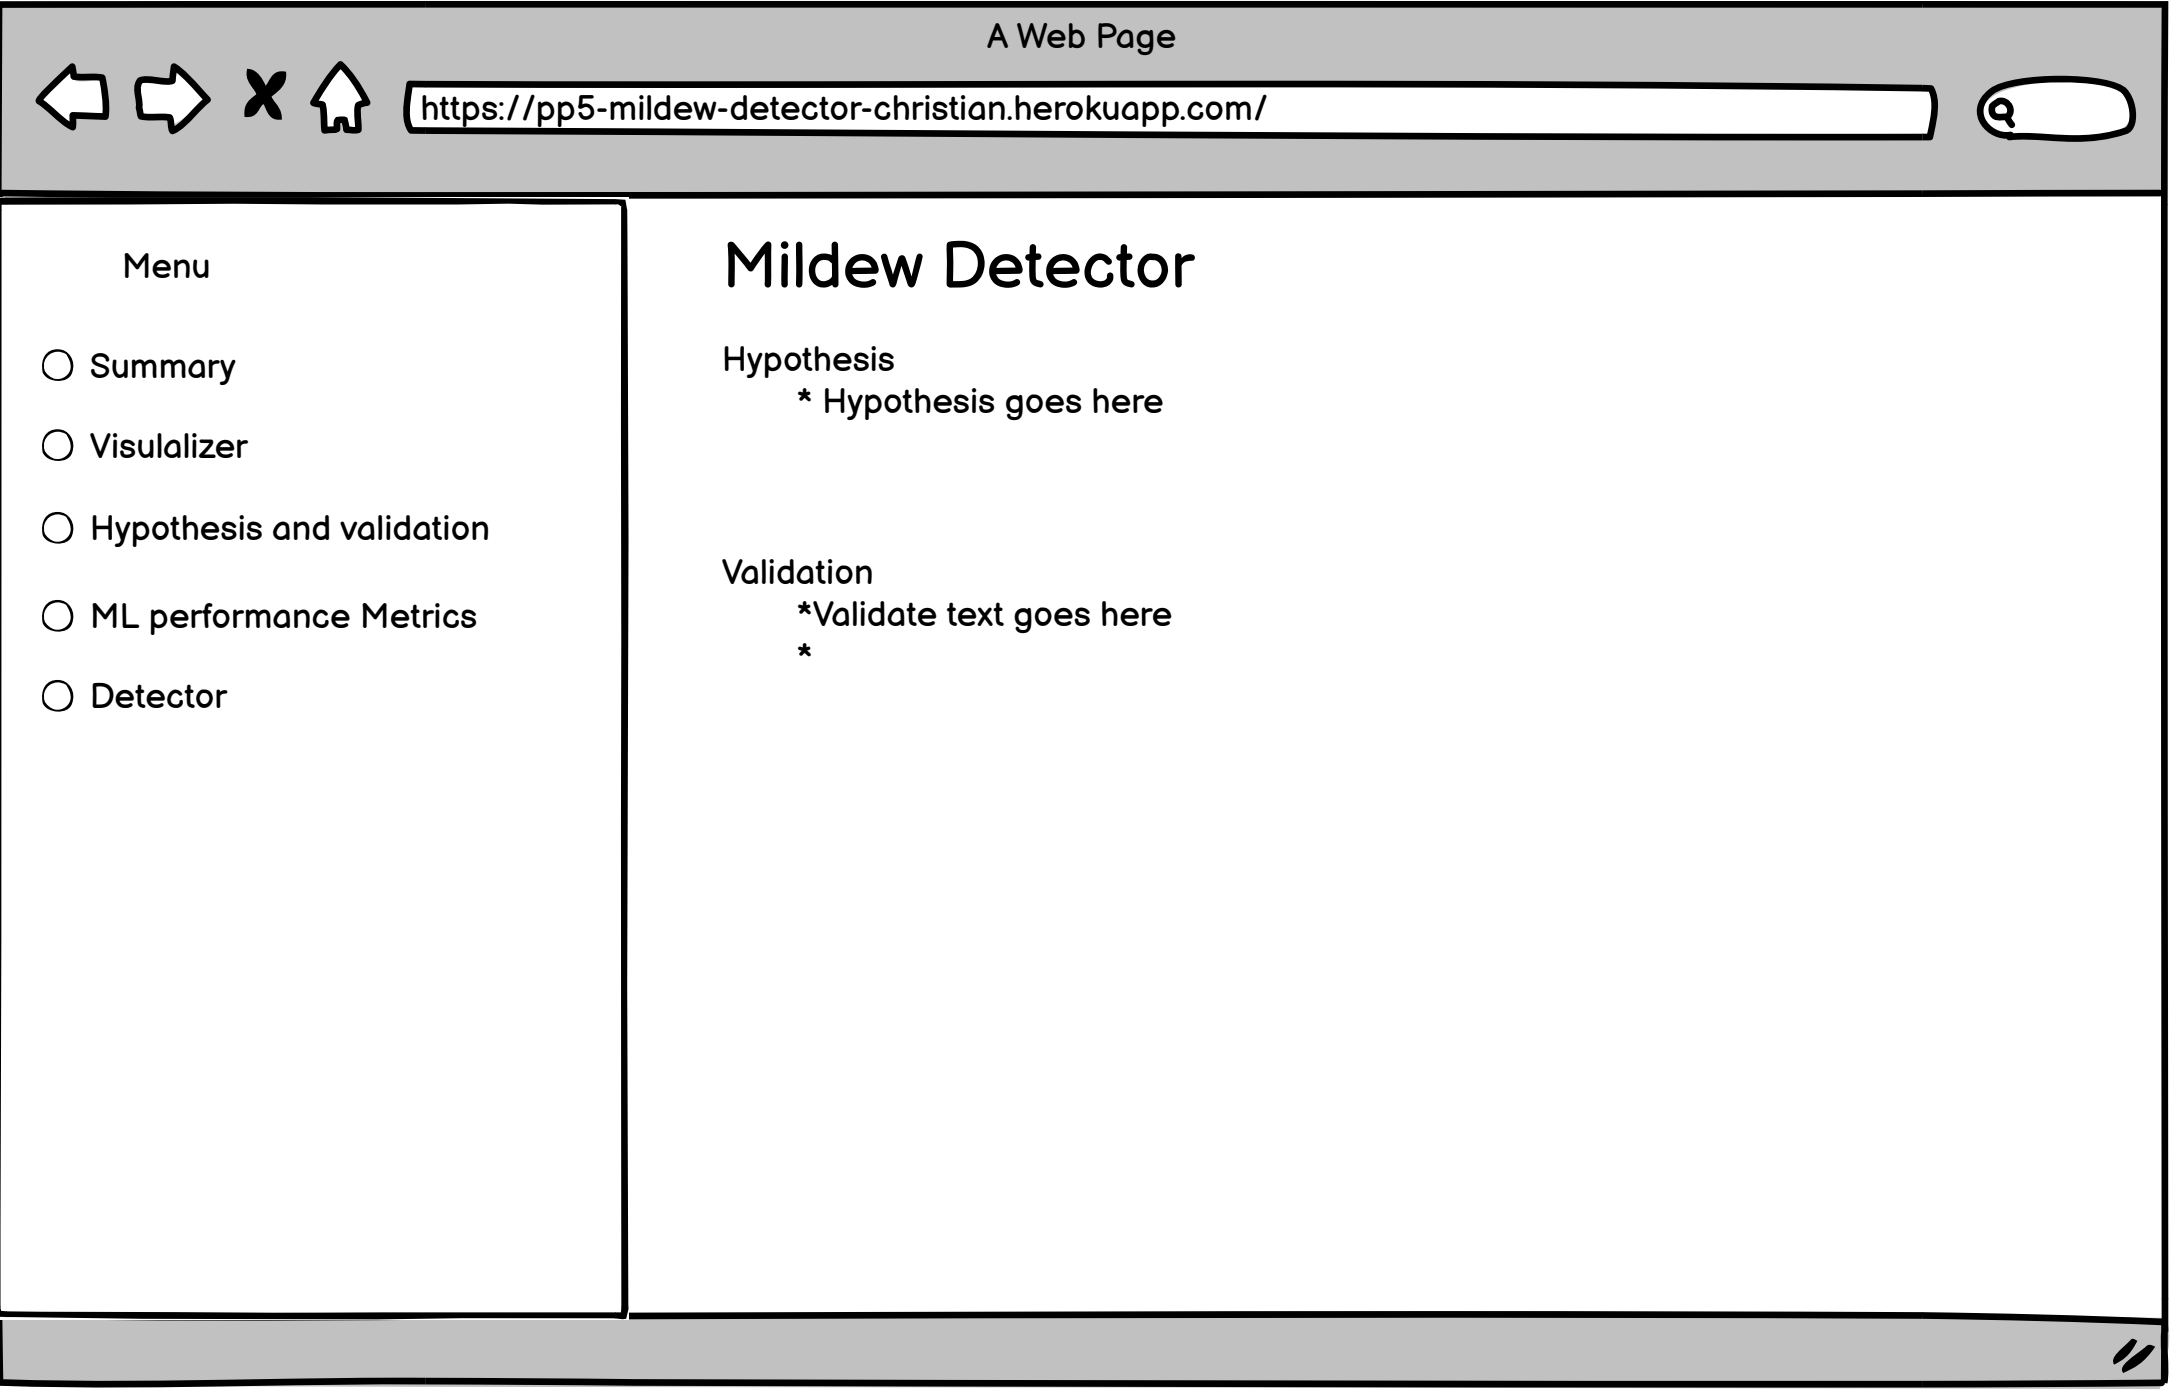 A Web Page
https://pp5-mildew-detector-christian.herokuapp.com/
Menu
Summary
Visulalizer
Hypothesis and validation
ML performance Metrics
Detector
Mildew Detector
Hypothesis
* Hypothesis goes here
Validation
*Validate text goes here
*